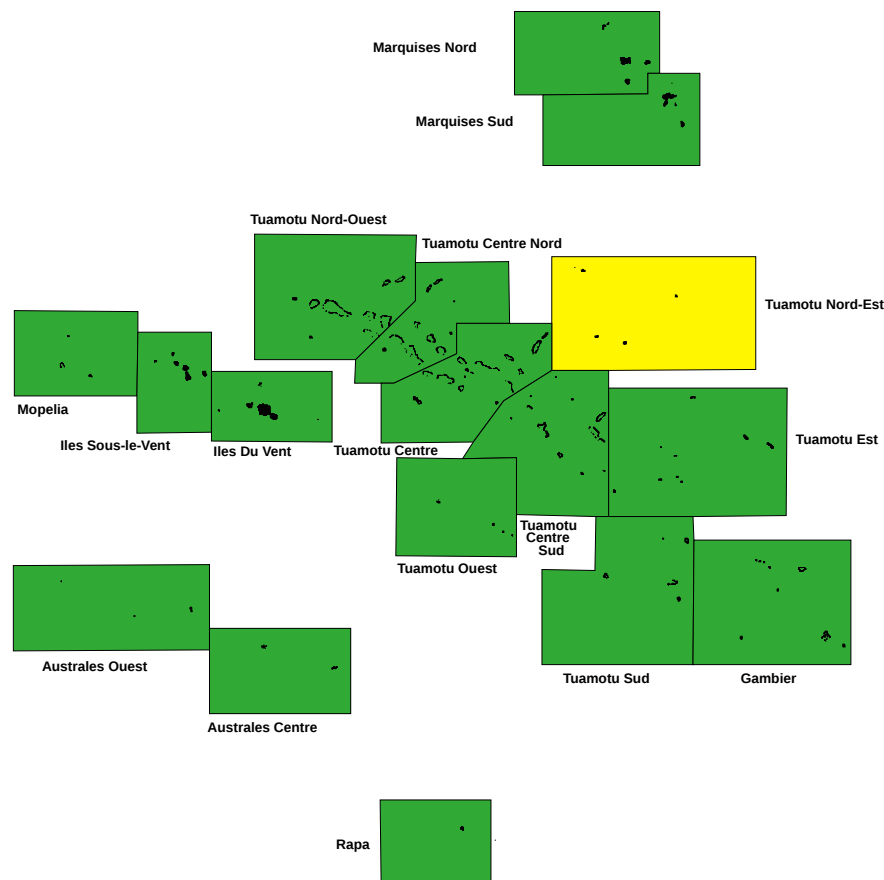 Marquises Nord
Marquises Sud
Tuamotu Nord-Ouest
Tuamotu Centre Nord
Tuamotu Nord-Est
Mopelia
Iles Sous-le-Vent
Iles Du Vent
Tuamotu Centre
Tuamotu Est
Tuamotu
Centre
Sud
Tuamotu Ouest
Australes Ouest
Tuamotu Sud
Gambier
Australes Centre
Rapa